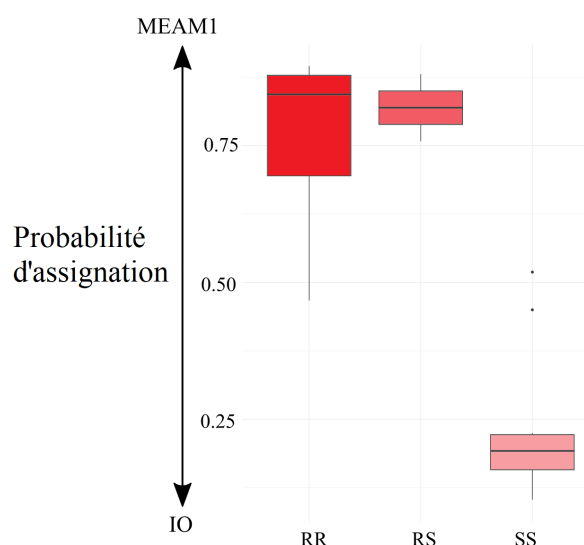 MEAM1
0.75
Probabilité
d'assignation
0.50
0.25
IO
RR RS SS